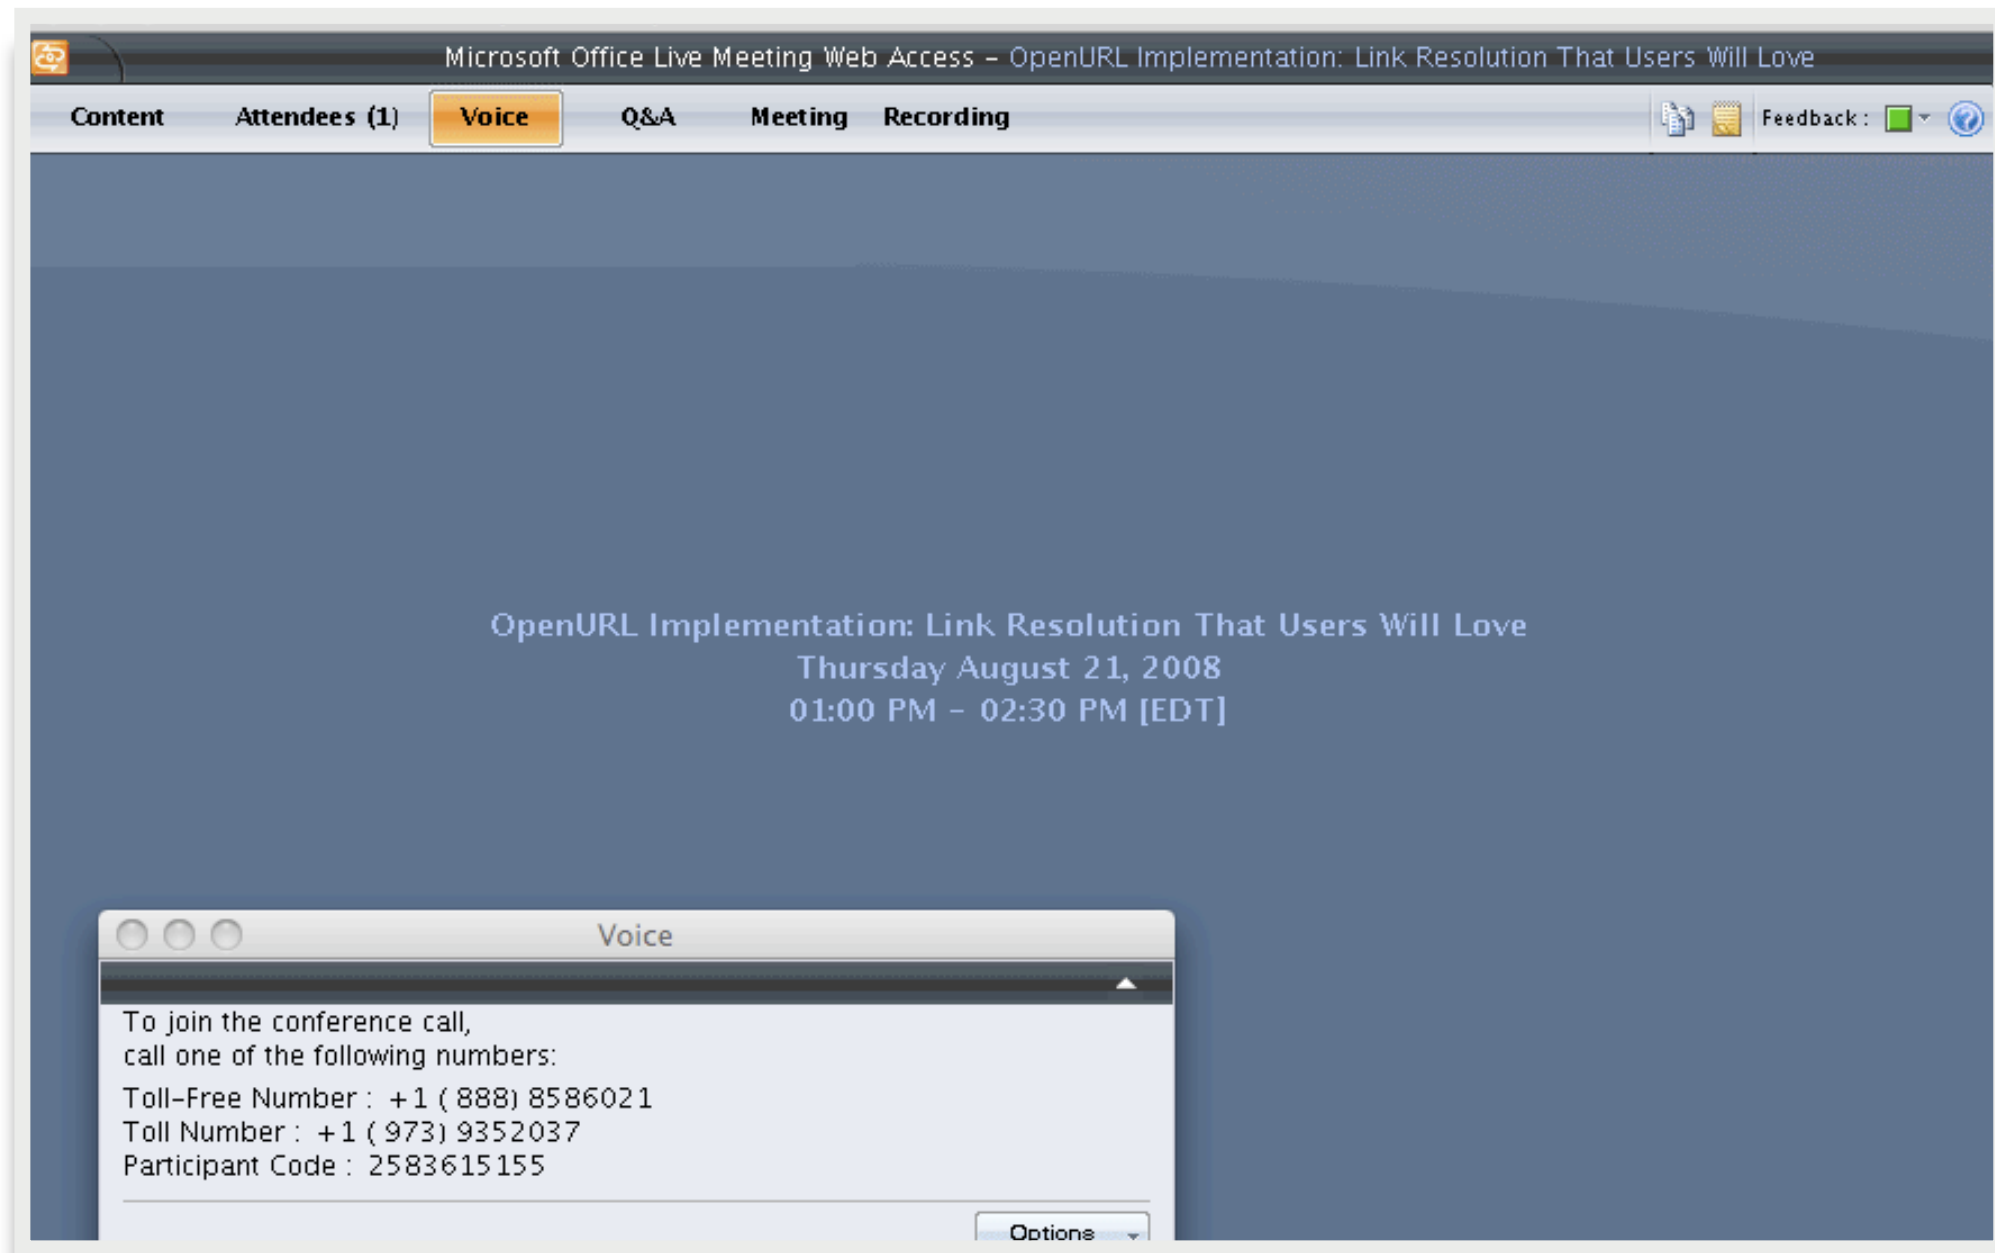 Microsoft Office Live Meeting Web Access – OpenURL Implementation: Link Resolution That Users Will Love
Content Attendees (1) Voice Q&A Meeting Recording Feedback :
OpenURL Implementation: Link Resolution That Users Will Love
Thursday August 21, 2008
01:00 PM – 02:30 PM [EDT]
Voice
To join the conference call,
call one of the following numbers:
Toll-Free Number : +1 ( 888) 8586021
Toll Number : +1 ( 973) 9352037
Participant Code : 2583615155
Options